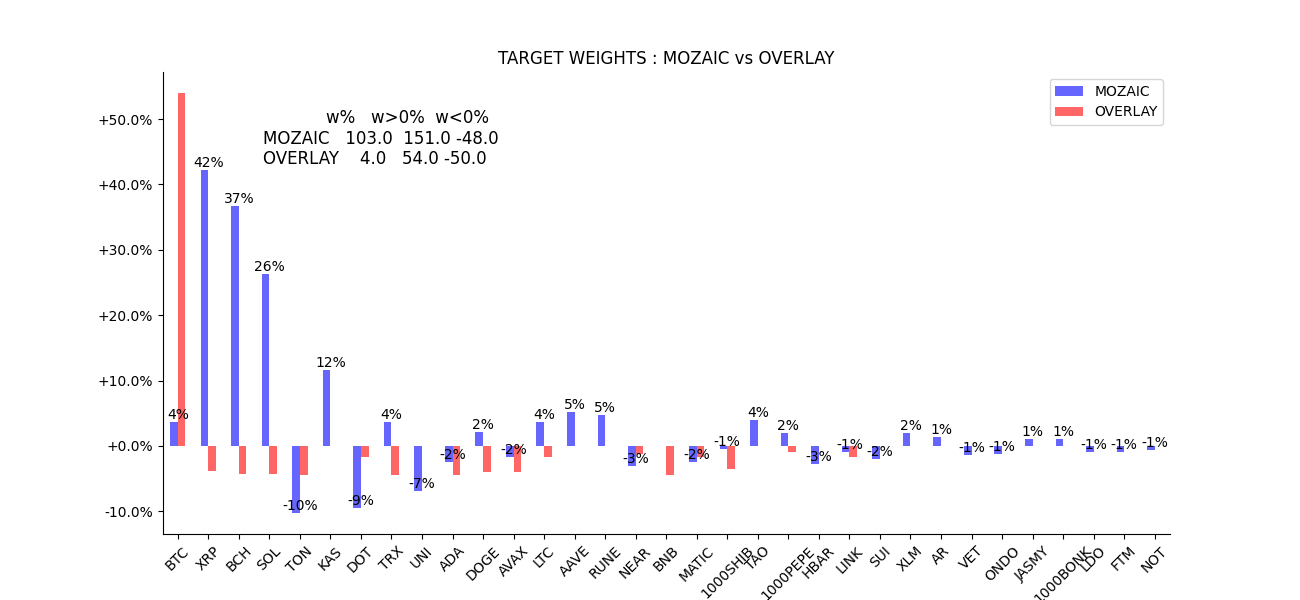 TARGET WEIGHTS : MOZAIC vs OVERLAY
MOZAIC
OVERLAY
w% w>0% w<0%
MOZAIC 103.0 151.0 -48.0
OVERLAY 4.0 54.0 -50.0
+50.0%
+40.0%
+30.0%
+20.0%
+10.0%
+0.0%
-10.0%
4%
42%
37%
26%
-10%
12%
-9%
4%
-7%
-2%
2%
-2%
4%
5%
5%
-3%
-2%
-1%
4%
2%
-3%
-1%
-2%
2%
1%
-1%
-1%
1%
1%
-1%
-1%
-1%
BTC
XRP
BCH
SOL
TON
KAS
DOT
TRX
UNI
ADA
DOGE
AVAX
LTC
AAVE
RUNE
NEAR
BNB
MATIC
1000SHIB
TAO
1000PEPE
HBAR
LINK
SUI
XLM
AR
VET
ONDO
JASMY
1000BONK
LDO
FTM
NOT